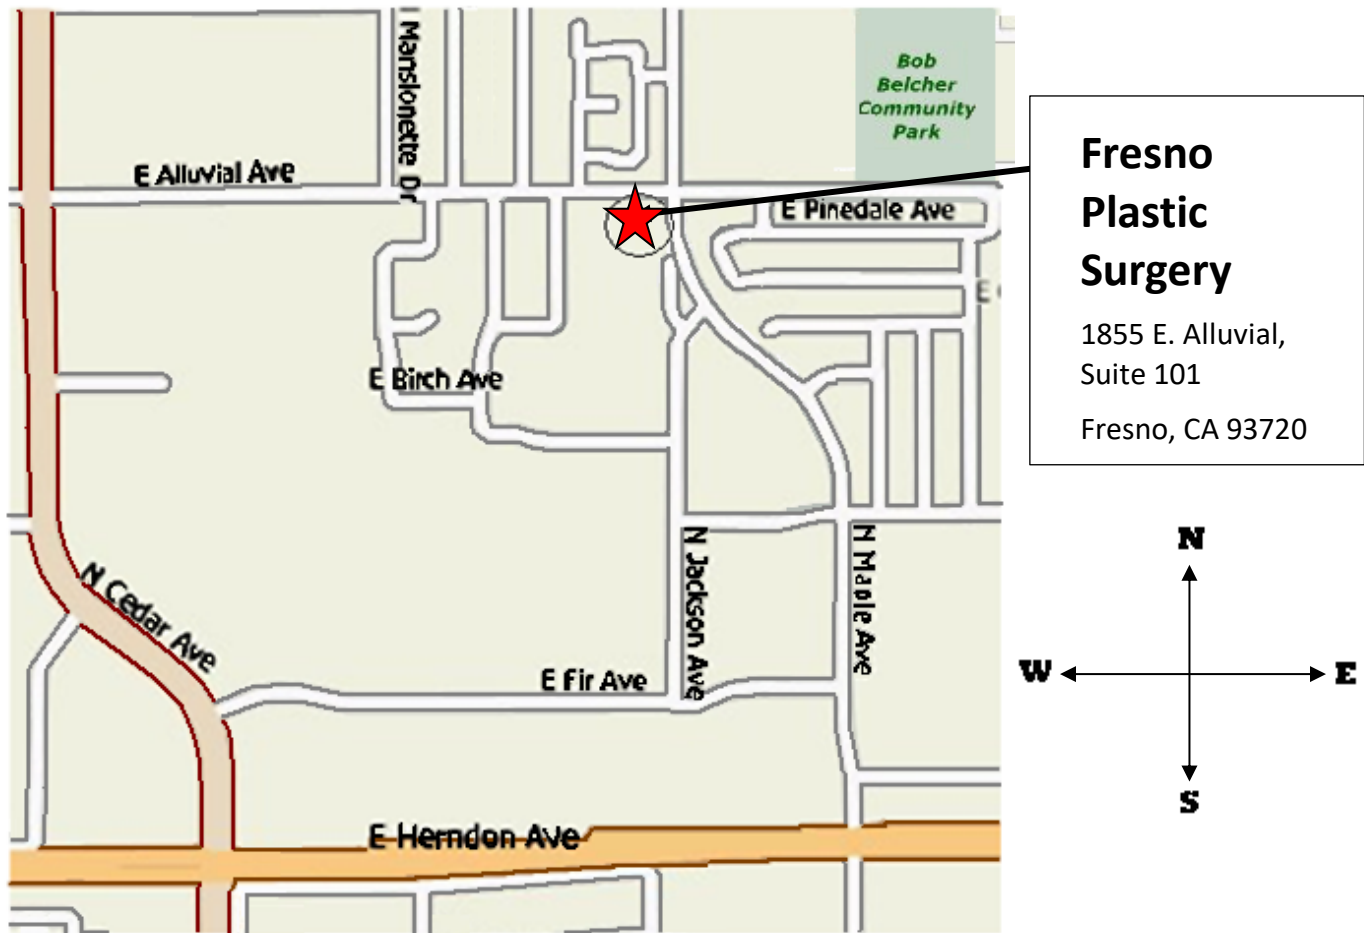 N Mansionette Dr
Bob
Belcher
Community
Park
E Alluvial Ave
E Pinedale Ave
Fresno
Plastic
Surgery
1855 E. Alluvial,
Suite 101
Fresno, CA 93720
E
E Birch Ave
N Cedar Ave
N Jackson Ave
N Maple Ave
E Fir Ave
E Herndon Ave
N
W
E
S